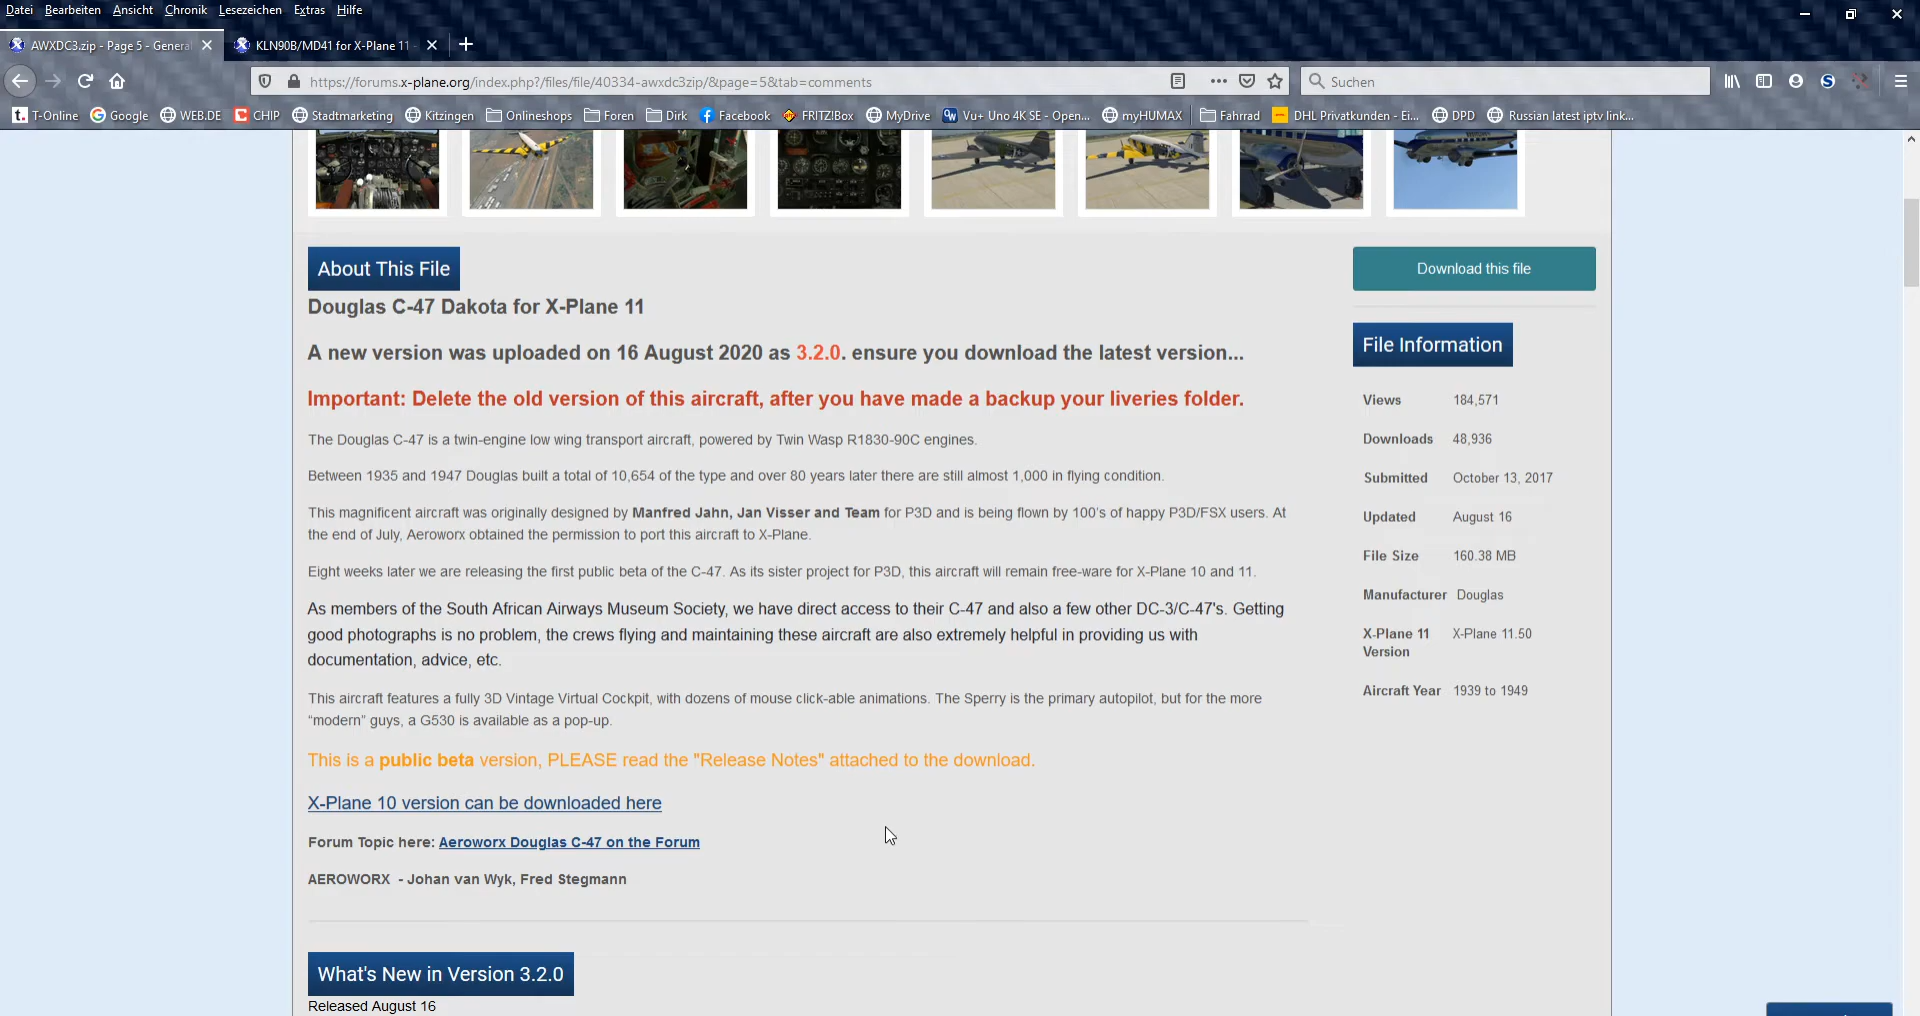 Datei Bearbeiten Ansicht Chronik Lesezeichen Extras Hilfe
AWXDC3.zip - Page 5 - General
KLN90B/MD41 for X-Plane 11 -
https://forums.x-plane.org/index.php?/files/file/40334-awxdc3zip/&page=5&tab=comments
Suchen
T-Online Google WEB.DE CHIP Stadtmarketing Kitzingen Onlineshops Foren Dirk Facebook FRITZ!Box MyDrive Vu+ Uno 4K SE - Open... myHUMAX Fahrrad DHL Privatkunden - Ei... DPD Russian latest iptv link...
About This File
Download this file
Douglas C-47 Dakota for X-Plane 11
A new version was uploaded on 16 August 2020 as 3.2.0. ensure you download the latest version...
Important: Delete the old version of this aircraft, after you have made a backup your liveries folder.
The Douglas C-47 is a twin-engine low wing transport aircraft, powered by Twin Wasp R1830-90C engines.
Between 1935 and 1947 Douglas built a total of 10,654 of the type and over 80 years later there are still almost 1,000 in flying condition.
This magnificent aircraft was originally designed by Manfred Jahn, Jan Visser and Team for P3D and is being flown by 100's of happy P3D/FSX users. At
the end of July, Aeroworx obtained the permission to port this aircraft to X-Plane.
Eight weeks later we are releasing the first public beta of the C-47. As its sister project for P3D, this aircraft will remain free-ware for X-Plane 10 and 11.
As members of the South African Airways Museum Society, we have direct access to their C-47 and also a few other DC-3/C-47's. Getting
good photographs is no problem, the crews flying and maintaining these aircraft are also extremely helpful in providing us with
documentation, advice, etc.
This aircraft features a fully 3D Vintage Virtual Cockpit, with dozens of mouse click-able animations. The Sperry is the primary autopilot, but for the more
"modern" guys, a G530 is available as a pop-up.
This is a public beta version, PLEASE read the "Release Notes" attached to the download.
X-Plane 10 version can be downloaded here
Forum Topic here: Aeroworx Douglas C-47 on the Forum
AEROWORX - Johan van Wyk, Fred Stegmann
What's New in Version 3.2.0
Released August 16
File Information
Views 184,571
Downloads 48,936
Submitted October 13, 2017
Updated August 16
File Size 160.38 MB
Manufacturer Douglas
X-Plane 11 X-Plane 11.50
Version
Aircraft Year 1939 to 1949